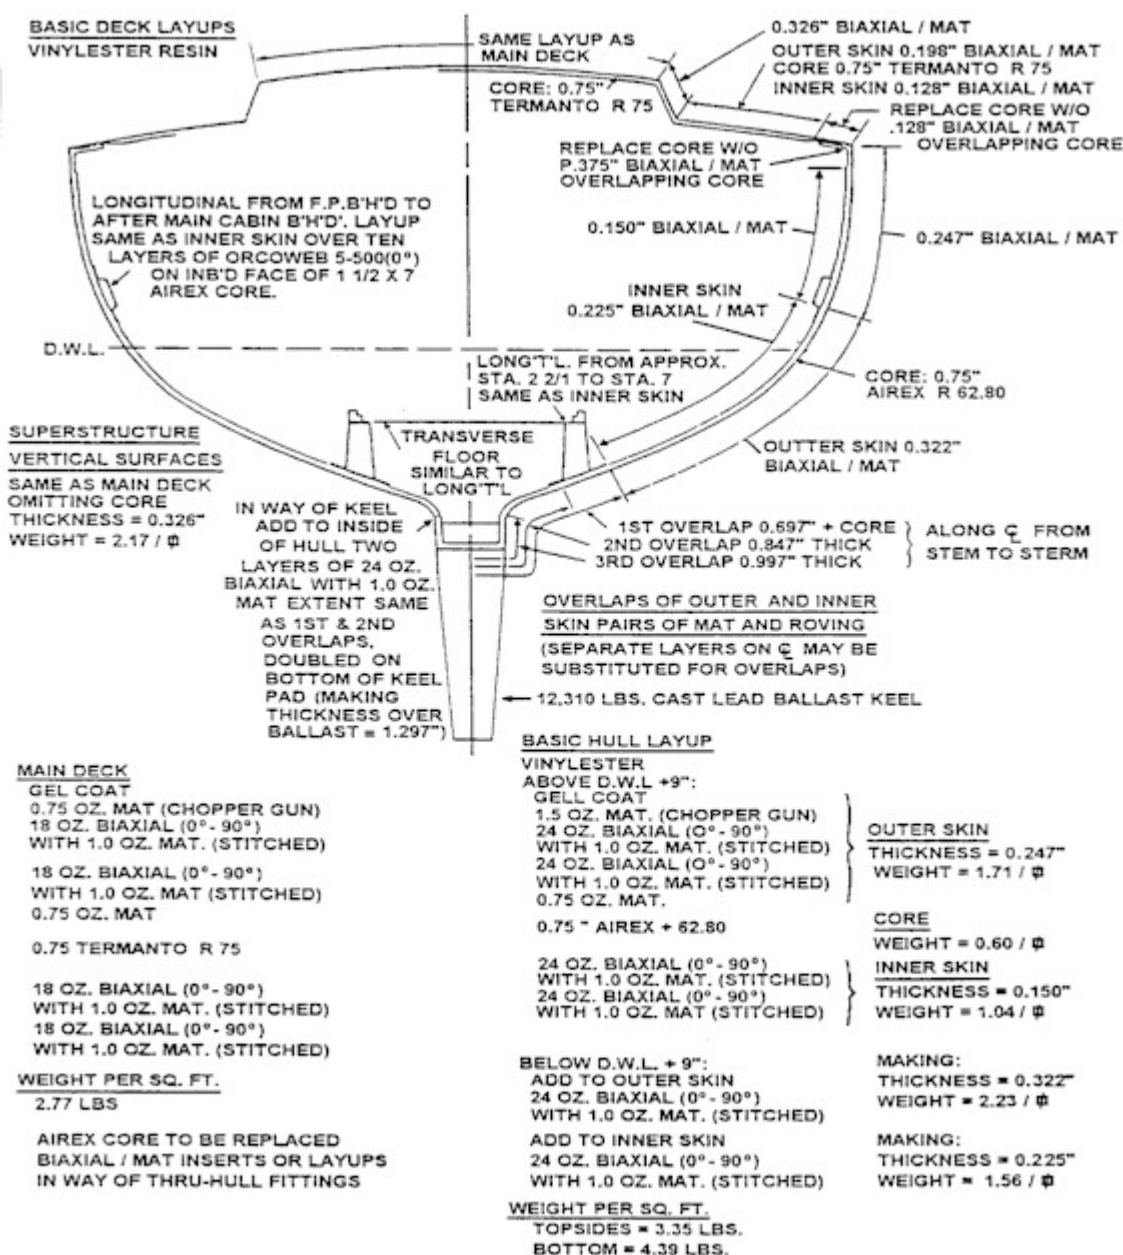 BASIC DECK LAYUPS
VINYLESTER RESIN
SAME LAYUP AS
MAIN DECK
CORE: 0.75"
TERMANTO R 75
0.326" BIAXIAL / MAT
OUTER SKIN 0.198" BIAXIAL / MAT
CORE 0.75" TERMANTO R 75
INNER SKIN 0.128" BIAXIAL / MAT
REPLACE CORE W/O
.128" BIAXIAL / MAT
OVERLAPPING CORE
REPLACE CORE W/O
P.375" BIAXIAL / MAT
OVERLAPPING CORE
LONGITUDINAL FROM F.P.B'H'D TO
AFTER MAIN CABIN B'H'D'. LAYUP
SAME AS INNER SKIN OVER TEN
LAYERS OF ORCOWEB 5-500(0°)
ON INB'D FACE OF 1 1/2 X 7
AIREX CORE.
0.150" BIAXIAL / MAT
0.247" BIAXIAL / MAT
INNER SKIN
0.225" BIAXIAL / MAT
D.W.L.
LONG'T'L. FROM APPROX.
STA. 2 2/1 TO STA. 7
SAME AS INNER SKIN
CORE: 0.75"
AIREX R 62.80
SUPERSTRUCTURE
VERTICAL SURFACES
SAME AS MAIN DECK
OMITTING CORE
THICKNESS = 0.326"
WEIGHT = 2.17 / ⏍
TRANSVERSE
FLOOR
SIMILAR TO
LONG'T'L
OUTTER SKIN 0.322"
BIAXIAL / MAT
IN WAY OF KEEL
ADD TO INSIDE
OF HULL TWO
LAYERS OF 24 OZ.
BIAXIAL WITH 1.0 OZ.
MAT EXTENT SAME
AS 1ST & 2ND
OVERLAPS.
DOUBLED ON
BOTTOM OF KEEL
PAD (MAKING
THICKNESS OVER
BALLAST = 1.297")
1ST OVERLAP 0.697" + CORE
2ND OVERLAP 0.847" THICK
3RD OVERLAP 0.997" THICK
ALONG ℄ FROM
STEM TO STERM
OVERLAPS OF OUTER AND INNER
SKIN PAIRS OF MAT AND ROVING
(SEPARATE LAYERS ON ℄ MAY BE
SUBSTITUTED FOR OVERLAPS)
12,310 LBS. CAST LEAD BALLAST KEEL
MAIN DECK
GEL COAT
0.75 OZ. MAT (CHOPPER GUN)
18 OZ. BIAXIAL (0°- 90°)
WITH 1.0 OZ. MAT. (STITCHED)
18 OZ. BIAXIAL (0°- 90°)
WITH 1.0 OZ. MAT (STITCHED)
0.75 OZ. MAT
0.75 TERMANTO R 75
18 OZ. BIAXIAL (0°- 90°)
WITH 1.0 OZ. MAT. (STITCHED)
18 OZ. BIAXIAL (0°- 90°)
WITH 1.0 OZ. MAT. (STITCHED)
WEIGHT PER SQ. FT.
2.77 LBS
AIREX CORE TO BE REPLACED
BIAXIAL / MAT INSERTS OR LAYUPS
IN WAY OF THRU-HULL FITTINGS
BASIC HULL LAYUP
VINYLESTER
ABOVE D.W.L +9":
GELL COAT
1.5 OZ. MAT. (CHOPPER GUN)
24 OZ. BIAXIAL (O°- 90°)
WITH 1.0 OZ. MAT. (STITCHED)
24 OZ. BIAXIAL (0°- 90°)
WITH 1.0 OZ. MAT. (STITCHED)
0.75 OZ. MAT.
OUTER SKIN
THICKNESS = 0.247"
WEIGHT = 1.71 / ⏍
0.75 " AIREX + 62.80
CORE
WEIGHT = 0.60 / ⏍
24 OZ. BIAXIAL (0°- 90°)
WITH 1.0 OZ. MAT. (STITCHED)
24 OZ. BIAXIAL (0°- 90°)
WITH 1.0 OZ. MAT (STITCHED)
INNER SKIN
THICKNESS = 0.150"
WEIGHT = 1.04 / ⏍
BELOW D.W.L. + 9":
ADD TO OUTER SKIN
24 OZ. BIAXIAL (0°- 90°)
WITH 1.0 OZ. MAT. (STITCHED)
MAKING:
THICKNESS = 0.322"
WEIGHT = 2.23 / ⏍
ADD TO INNER SKIN
24 OZ. BIAXIAL (0°- 90°)
WITH 1.0 OZ. MAT. (STITCHED)
MAKING:
THICKNESS = 0.225"
WEIGHT = 1.56 / ⏍
WEIGHT PER SQ. FT.
TOPSIDES = 3.35 LBS.
BOTTOM = 4.39 LBS.